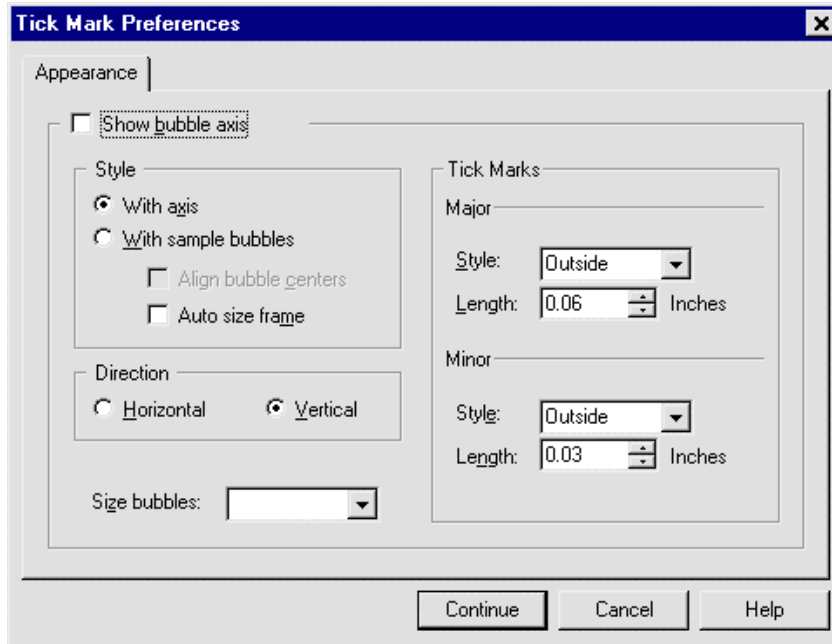 Tick Mark Preferences
Appearance
Show bubble axis
Style
With axis
With sample bubbles
Align bubble centers
Auto size frame
Direction
Horizontal
Vertical
Size bubbles:
Tick Marks
Major
Style:
Outside
Length:
0.06
Inches
Minor
Style:
Outside
Length:
0.03
Inches
Continue
Cancel
Help